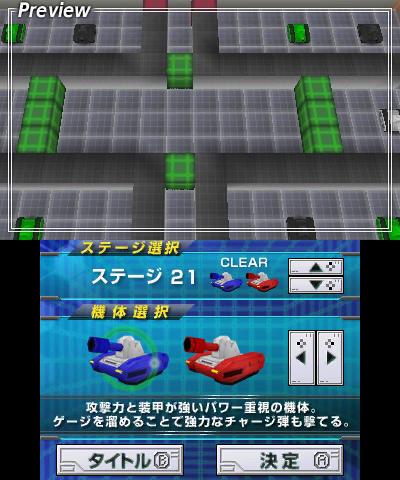 Preview
ステージ選択
CLEAR
ステージ 21
機体選択
攻撃力と装甲が強いパワー重視の機体。
ゲージを溜めることで強力なチャージ弾も撃てる。
タイトルⒷ
決定 Ⓐ